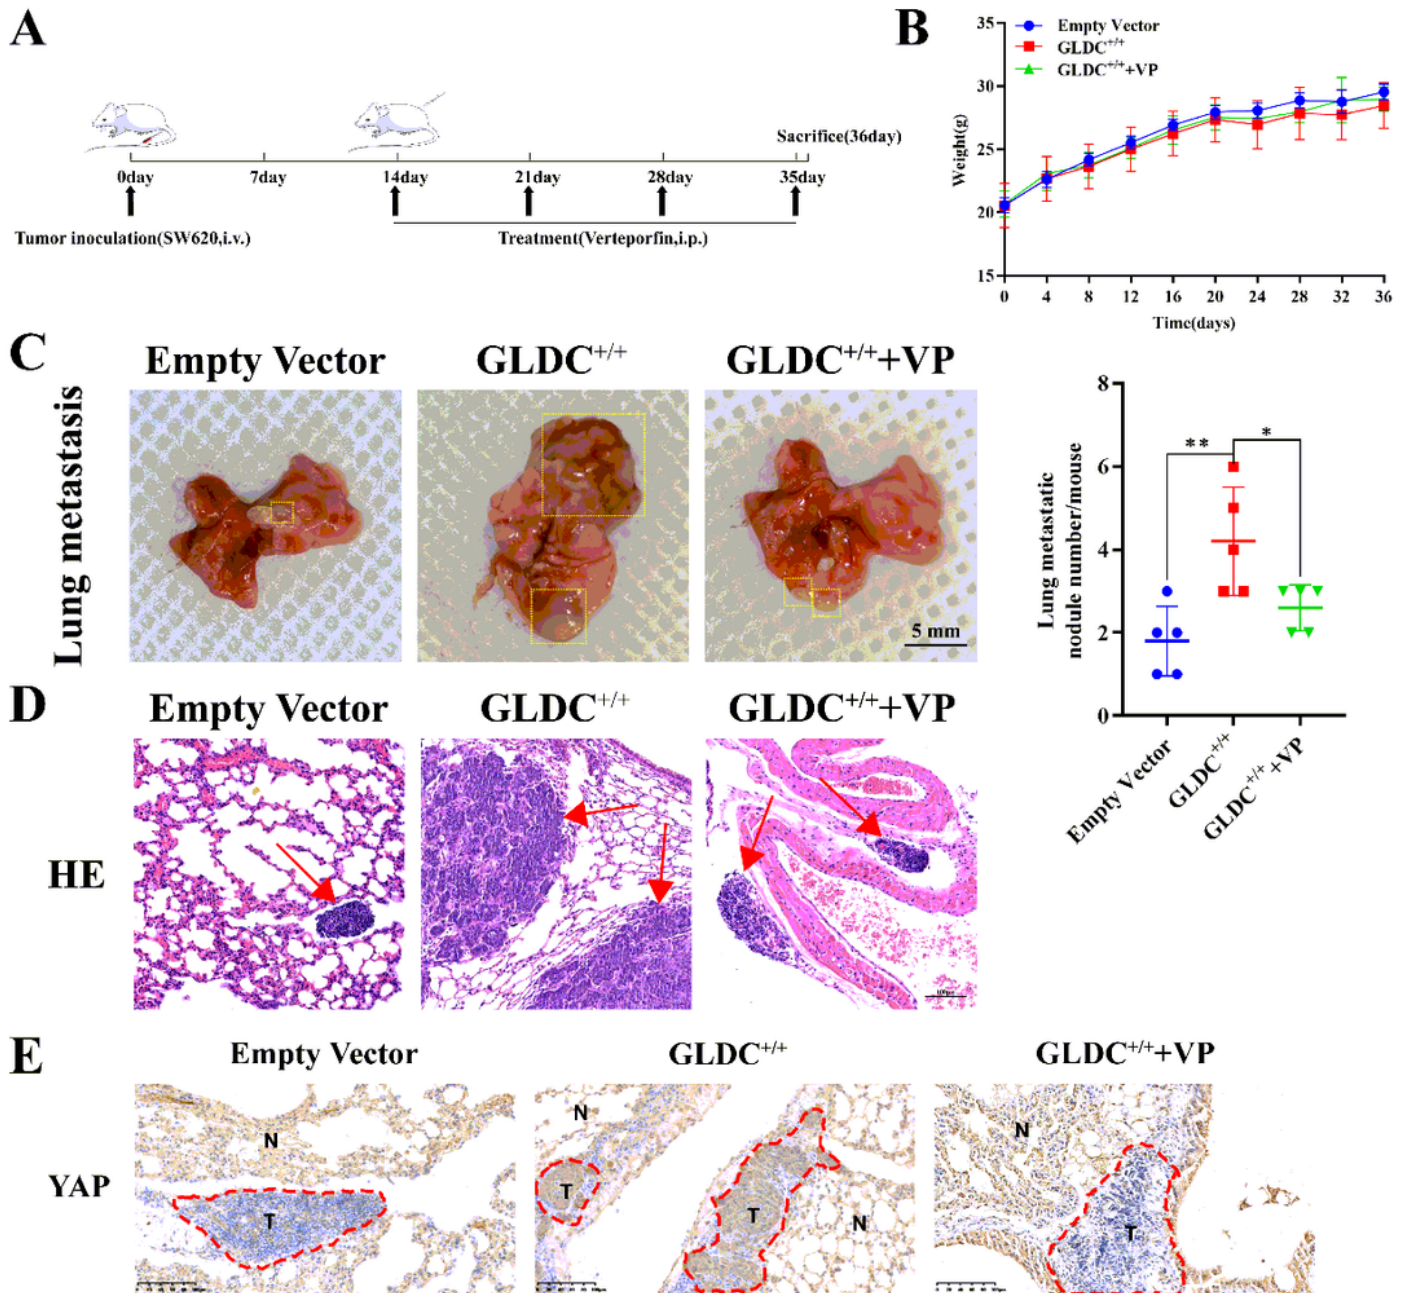 A
Sacrifice(36day)
0day
7day
14day
21day
28day
35day
Tumor inoculation(SW620,i.v.)
Treatment(Verteporfin,i.p.)
B
Empty Vector
GLDC+/+
GLDC+/++VP
Weight(g)
35
30
25
20
15
0
4
8
12
16
20
24
28
32
36
Time(days)
C
Empty Vector
GLDC+/+
GLDC+/++VP
Lung metastasis
5 mm
Lung metastatic
nodule number/mouse
8
6
4
2
0
**
*
Empty Vector
GLDC+/+
GLDC+/++VP
D
Empty Vector
GLDC+/+
GLDC+/++VP
HE
100μm
E
Empty Vector
GLDC+/+
GLDC+/++VP
YAP
N
T
N
T
T
N
N
T